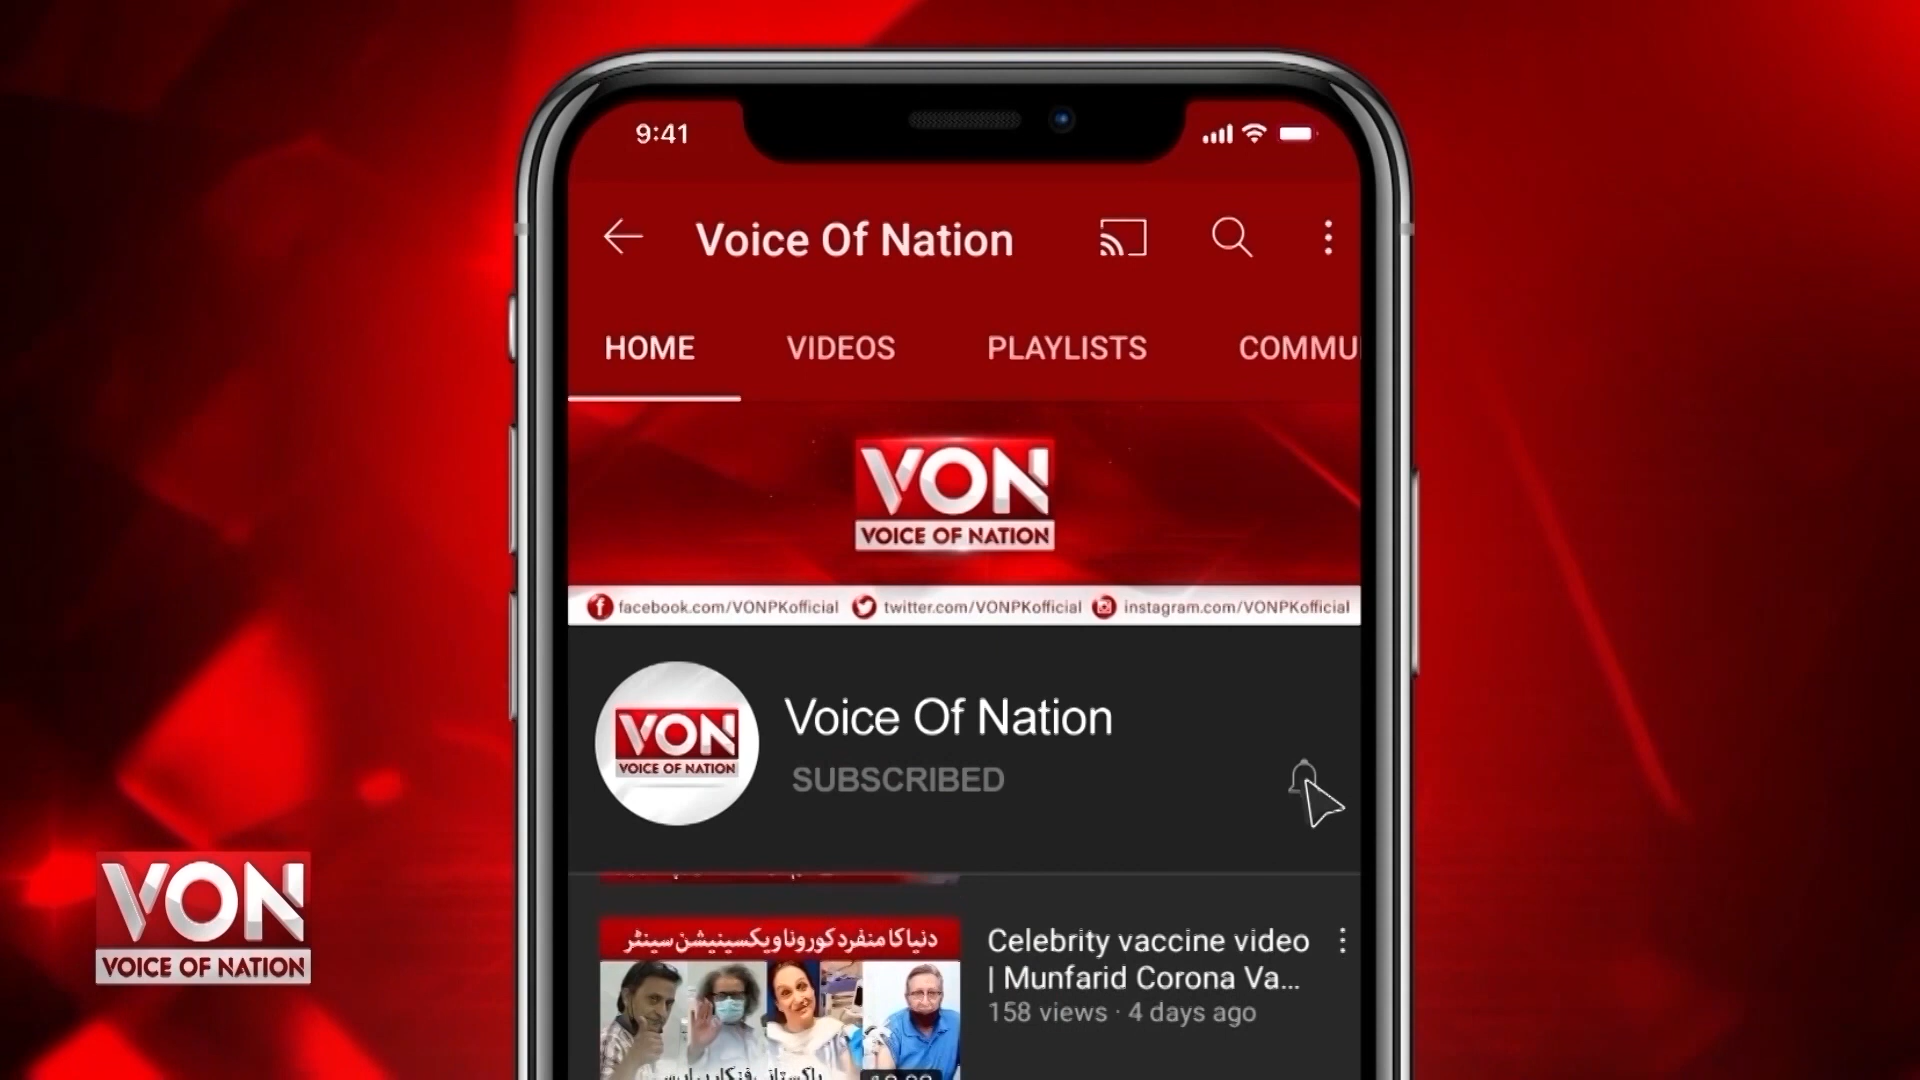 9:41
Voice Of Nation
HOME VIDEOS PLAYLISTS COMMU
VON
VOICE OF NATION
facebook.com/VONPKofficial twitter.com/VONPKofficial instagram.com/VONPKofficial
VON
VOICE OF NATION
Voice Of Nation
SUBSCRIBED
دنیا کا منفرد کورونا ویکسینیشن سینٹر
Celebrity vaccine video
| Munfarid Corona Va...
158 views · 4 days ago
VON
VOICE OF NATION